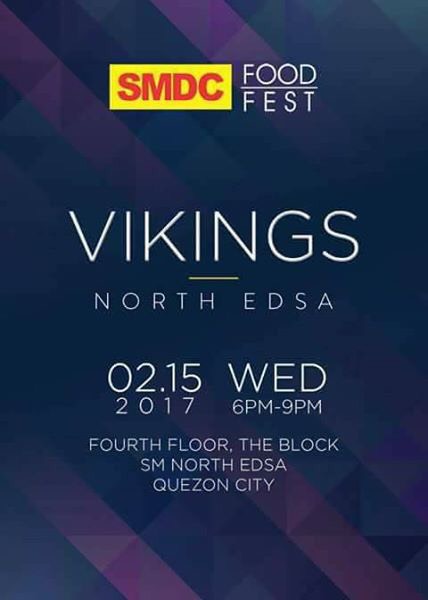 SMDC
FOOD
FEST
VIKINGS
NORTH EDSA
02.15 WED
2017 6PM-9PM
FOURTH FLOOR, THE BLOCK
SM NORTH EDSA
QUEZON CITY